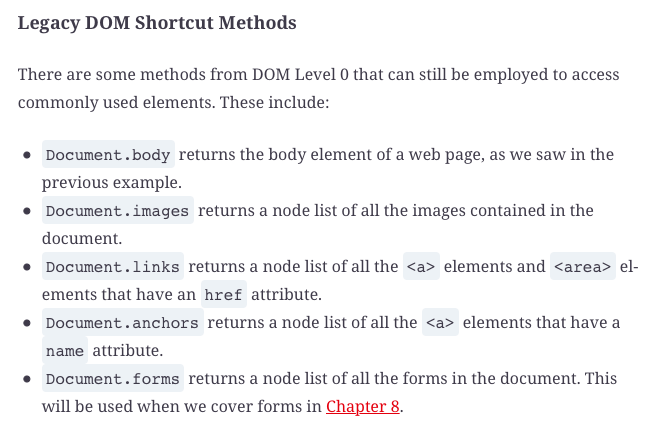 Legacy DOM Shortcut Methods
There are some methods from DOM Level 0 that can still be employed to access
commonly used elements. These include:
• Document.body returns the body element of a web page, as we saw in the
previous example.
• Document.images returns a node list of all the images contained in the
document.
• Document.links returns a node list of all the <a> elements and <area> el-
ements that have an href attribute.
• Document.anchors returns a node list of all the <a> elements that have a
name attribute.
• Document.forms returns a node list of all the forms in the document. This
will be used when we cover forms in Chapter 8.